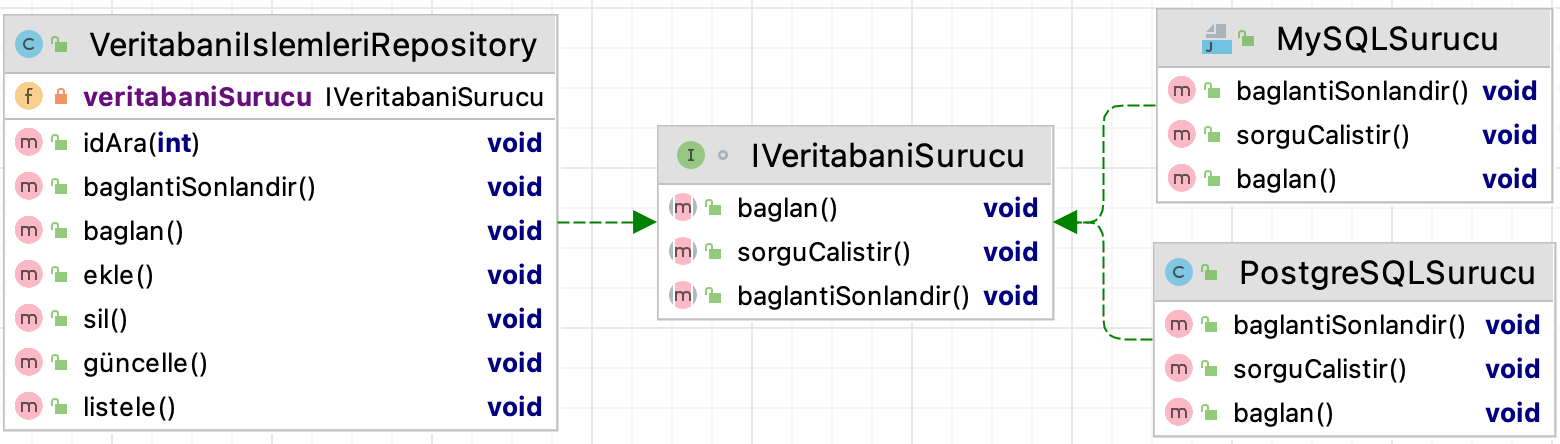 VeritabaniIslemleriRepository
veritabaniSurucu IVeritabaniSurucu
idAra(int) void
baglantiSonlandir() void
baglan() void
ekle() void
sil() void
güncelle() void
listele() void
IVeritabaniSurucu
baglan() void
sorguCalistir() void
baglantiSonlandir() void
MySQLSurucu
baglantiSonlandir() void
sorguCalistir() void
baglan() void
PostgreSQLSurucu
baglantiSonlandir() void
sorguCalistir() void
baglan() void